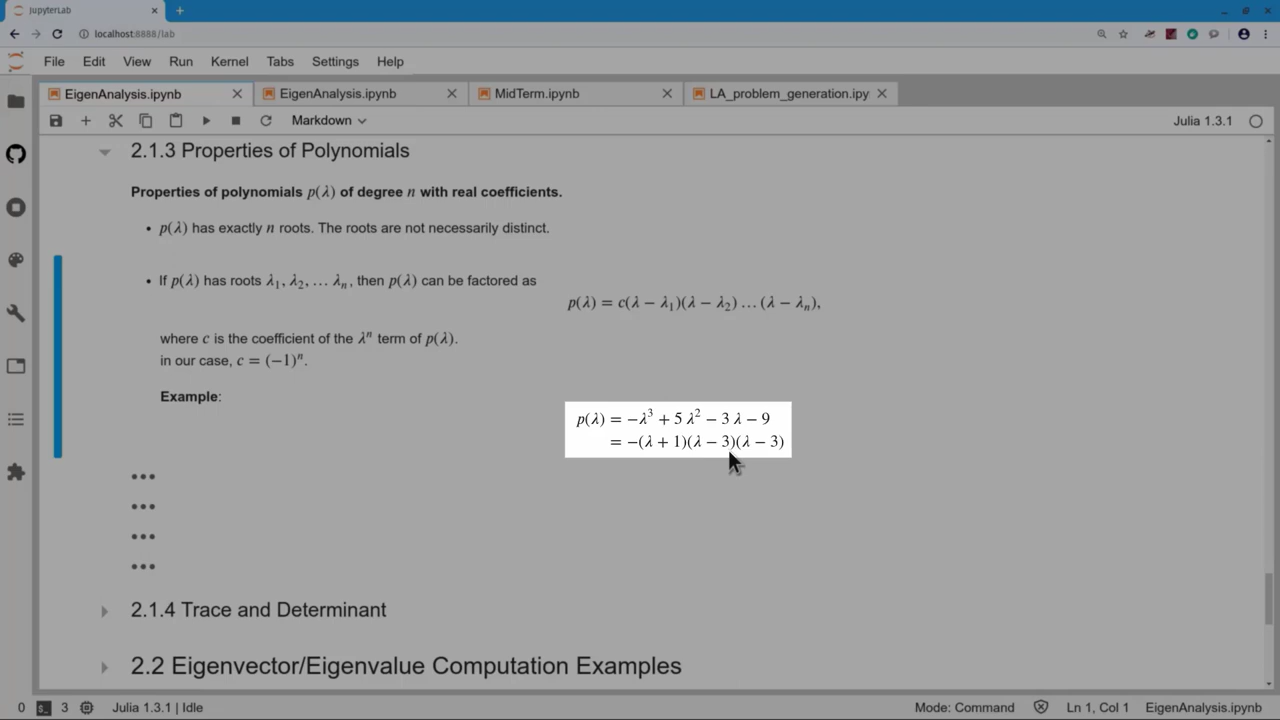 JupyterLab
localhost:8888/lab
File Edit View Run Kernel Tabs Settings Help
EigenAnalysis.ipynb EigenAnalysis.ipynb MidTerm.ipynb LA_problem_generation.ipy
Markdown Julia 1.3.1
2.1.3 Properties of Polynomials
Properties of polynomials p(λ) of degree n with real coefficients.
• p(λ) has exactly n roots. The roots are not necessarily distinct.
• If p(λ) has roots λ₁, λ₂, … λₙ, then p(λ) can be factored as
p(λ) = c(λ − λ₁)(λ − λ₂) … (λ − λₙ),
where c is the coefficient of the λⁿ term of p(λ).
in our case, c = (−1)ⁿ.
Example:
p(λ) = −λ³ + 5 λ² − 3 λ − 9
= −(λ + 1)(λ − 3)(λ − 3)
2.1.4 Trace and Determinant
2.2 Eigenvector/Eigenvalue Computation Examples
0 3 Julia 1.3.1 | Idle Mode: Command Ln 1, Col 1 EigenAnalysis.ipynb